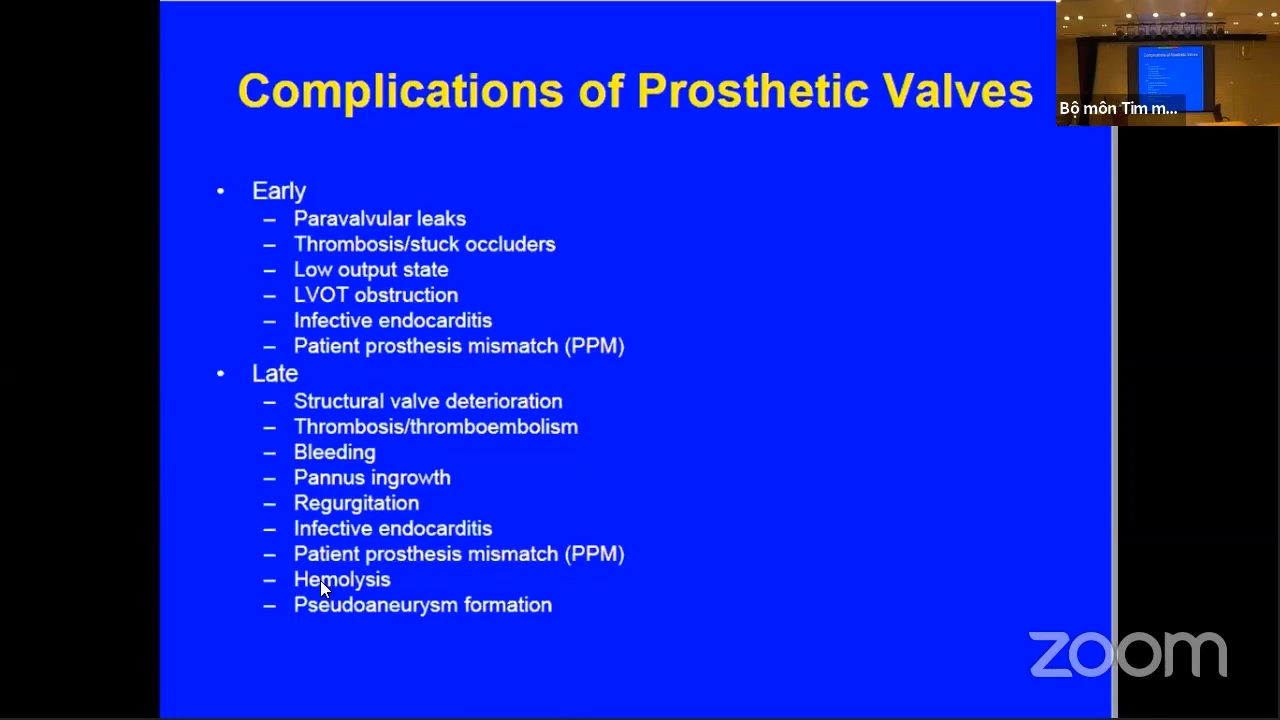 Complications of Prosthetic Valves
Bộ môn Tim m...
• Early
– Paravalvular leaks
– Thrombosis/stuck occluders
– Low output state
– LVOT obstruction
– Infective endocarditis
– Patient prosthesis mismatch (PPM)
• Late
– Structural valve deterioration
– Thrombosis/thromboembolism
– Bleeding
– Pannus ingrowth
– Regurgitation
– Infective endocarditis
– Patient prosthesis mismatch (PPM)
– Hemolysis
– Pseudoaneurysm formation
zoom